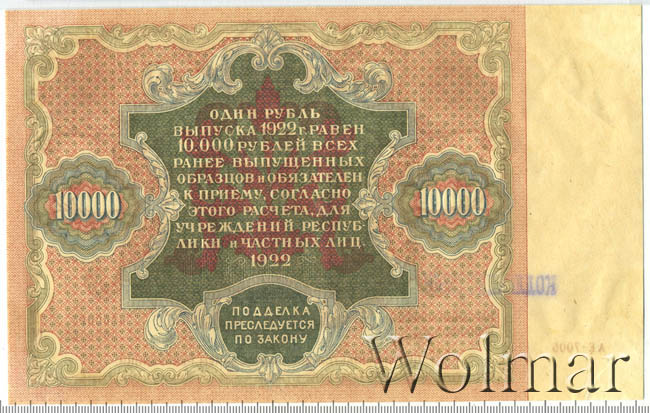 ОДИН РУБЛЬ
ВЫПУСКА 1922 г. РАВЕН
10.000 РУБЛЕЙ ВСЕХ
РАНЕЕ ВЫПУЩЕННЫХ
ОБРАЗЦОВ и ОБЯЗАТЕЛЕН
К ПРИЕМУ, СОГЛАСНО
ЭТОГО РАСЧЕТА, ДЛЯ
УЧРЕЖДЕНИЙ РЕСПУБ-
ЛИКИ и ЧАСТНЫХ ЛИЦ.
1922
10000
10000
ПОДДЕЛКА
ПРЕСЛЕДУЕТСЯ
ПО ЗАКОНУ
Wolmar